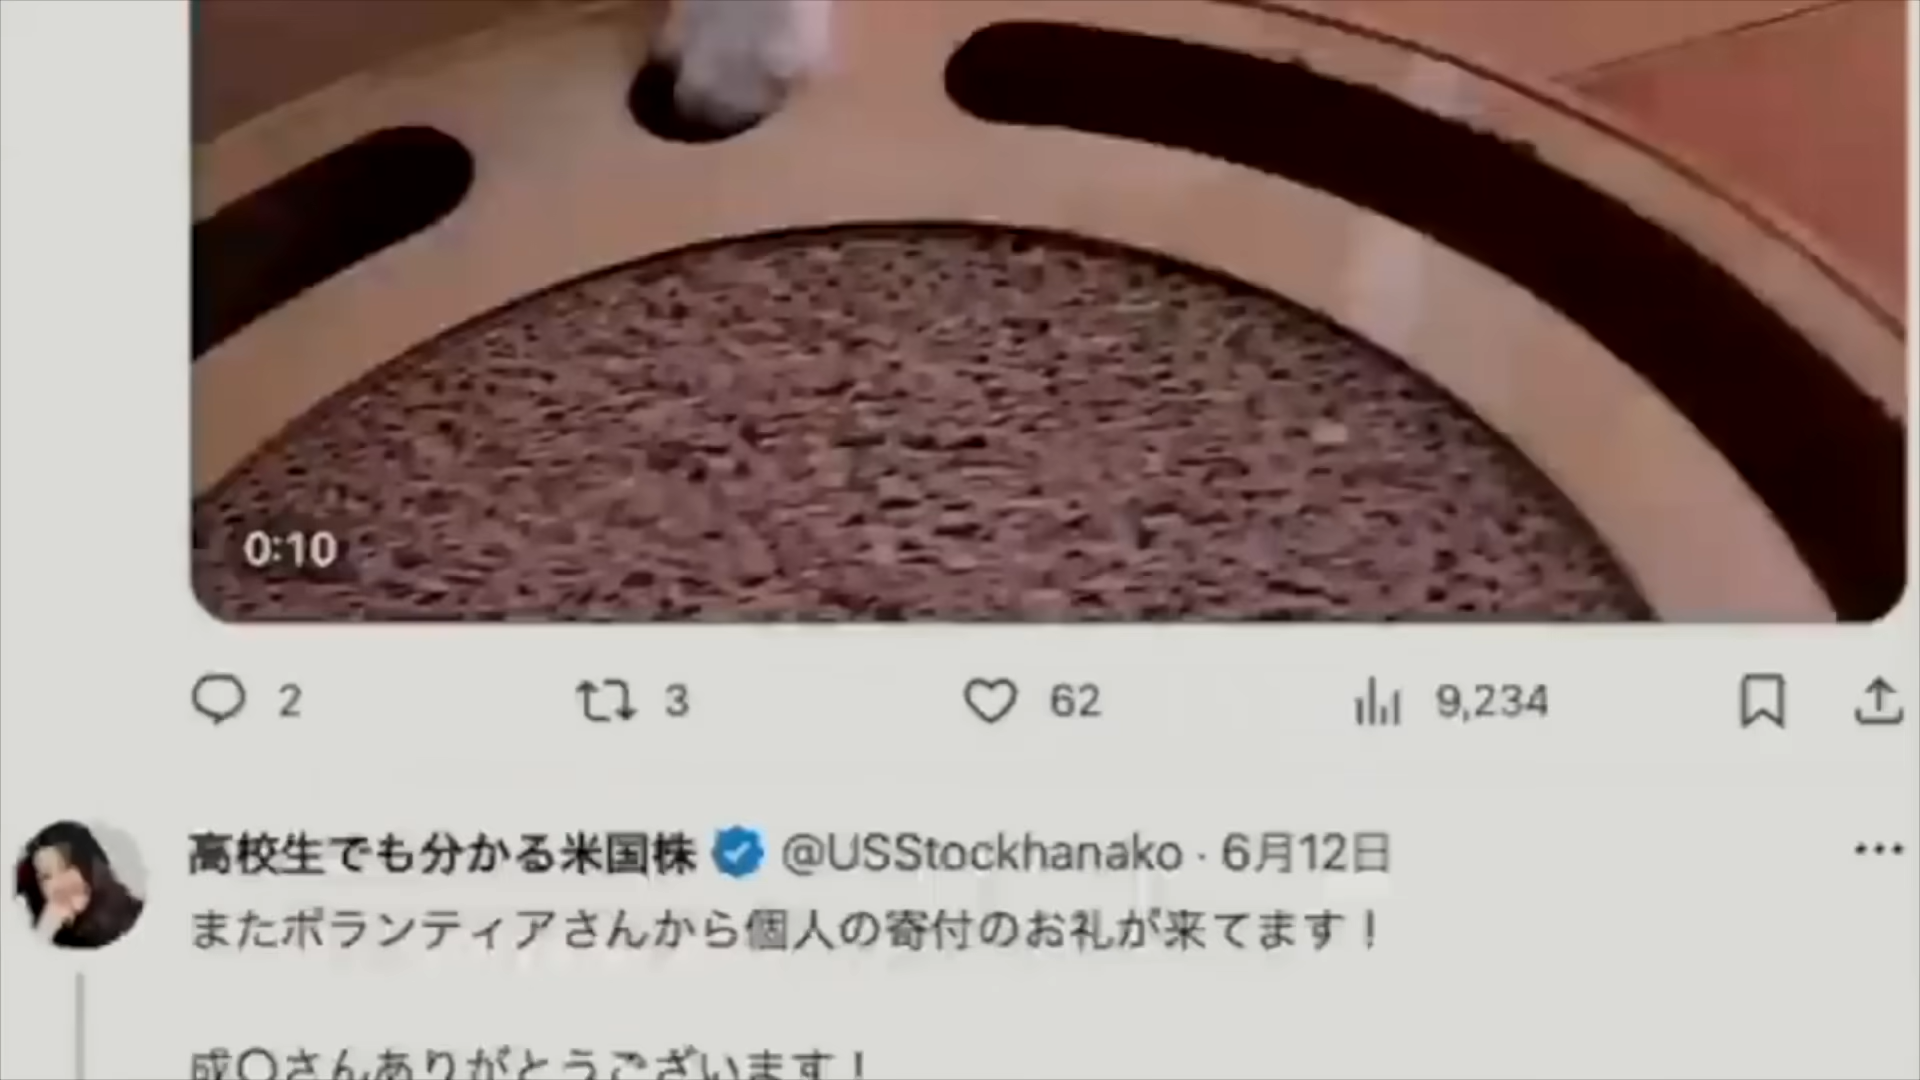 0:10
2 3 62 9,234
高校生でも分かる米国株 @USStockhanako · 6月12日
またボランティアさんから個人の寄付のお礼が来てます！
成〇さんありがとうございます！